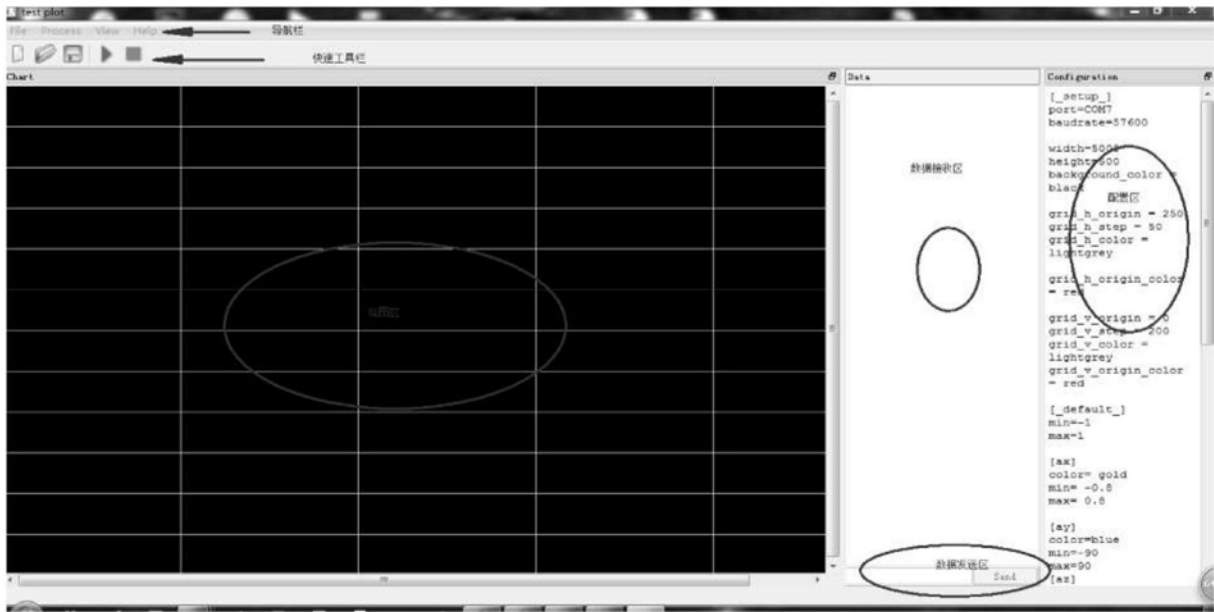 test plot
File Process View Help
导航栏
快速工具栏
Chart
Data
Configuration
数据接收区
绘图区
数据发送区
Send
[_setup_]
port=COM7
baudrate=57600
width=5000
height=500
background_color =
black
配置区
grid_h_origin = 250
grid_h_step = 50
grid_h_color =
lightgrey
grid_h_origin_color
= red
grid_v_origin = 0
grid_v_step = 200
grid_v_color =
lightgrey
grid_v_origin_color
= red
[_default_]
min=-1
max=1
[ax]
color= gold
min= -0.8
max= 0.8
[ay]
color=blue
min=-90
max=90
[az]